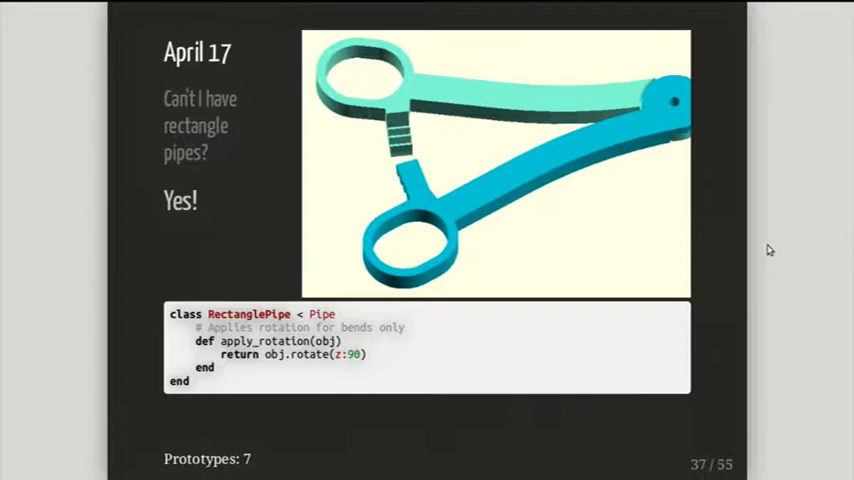 April 17
Can't I have
rectangle
pipes?
Yes!
class RectanglePipe < Pipe
# Applies rotation for bends only
def apply_rotation(obj)
return obj.rotate(z:90)
end
end
Prototypes: 7
37 / 55